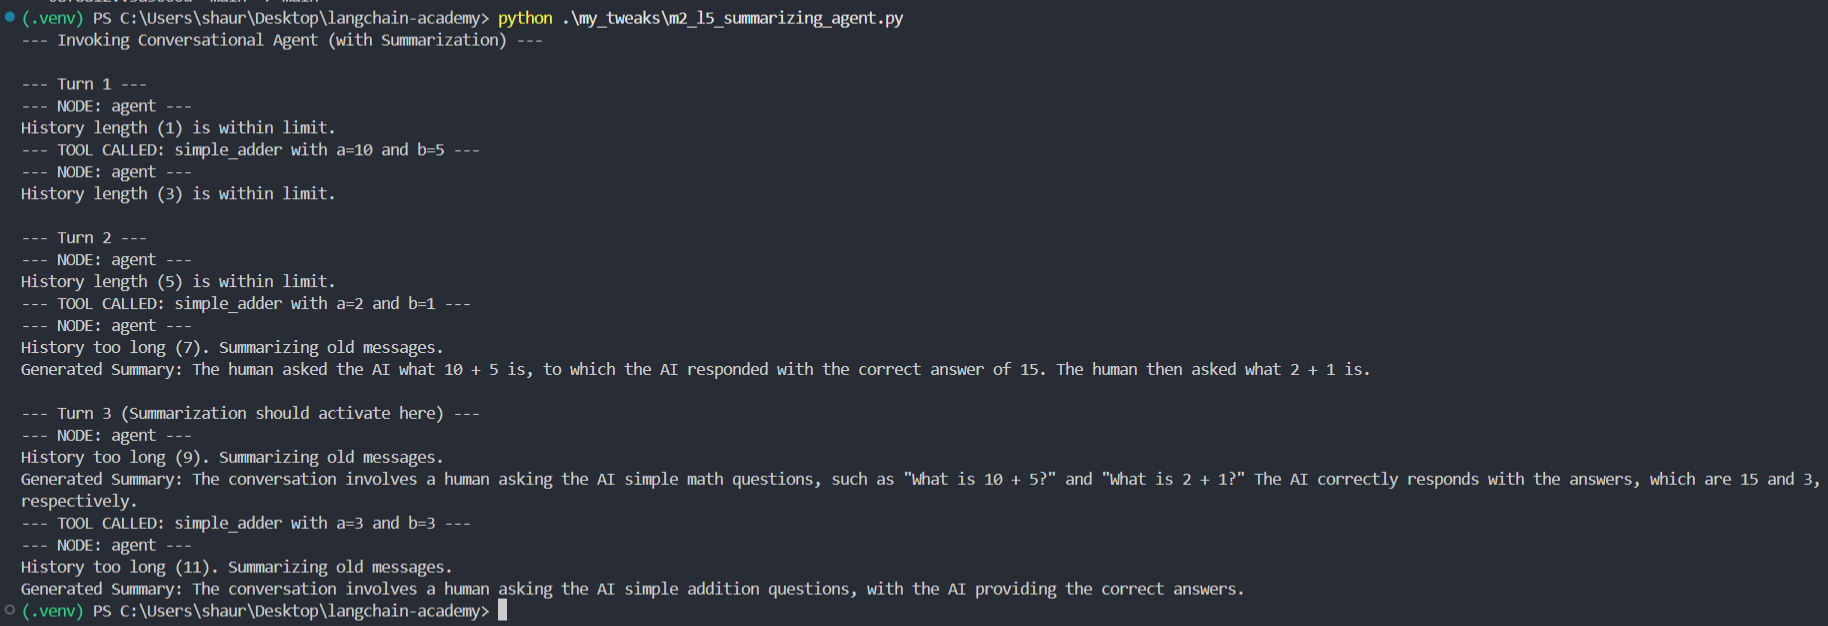 (.venv) PS C:\Users\shaur\Desktop\langchain-academy> python .\my_tweaks\m2_l5_summarizing_agent.py
--- Invoking Conversational Agent (with Summarization) ---
--- Turn 1 ---
--- NODE: agent ---
History length (1) is within limit.
--- TOOL CALLED: simple_adder with a=10 and b=5 ---
--- NODE: agent ---
History length (3) is within limit.
--- Turn 2 ---
--- NODE: agent ---
History length (5) is within limit.
--- TOOL CALLED: simple_adder with a=2 and b=1 ---
--- NODE: agent ---
History too long (7). Summarizing old messages.
Generated Summary: The human asked the AI what 10 + 5 is, to which the AI responded with the correct answer of 15. The human then asked what 2 + 1 is.
--- Turn 3 (Summarization should activate here) ---
--- NODE: agent ---
History too long (9). Summarizing old messages.
Generated Summary: The conversation involves a human asking the AI simple math questions, such as "What is 10 + 5?" and "What is 2 + 1?" The AI correctly responds with the answers, which are 15 and 3,
respectively.
--- TOOL CALLED: simple_adder with a=3 and b=3 ---
--- NODE: agent ---
History too long (11). Summarizing old messages.
Generated Summary: The conversation involves a human asking the AI simple addition questions, with the AI providing the correct answers.
(.venv) PS C:\Users\shaur\Desktop\langchain-academy>